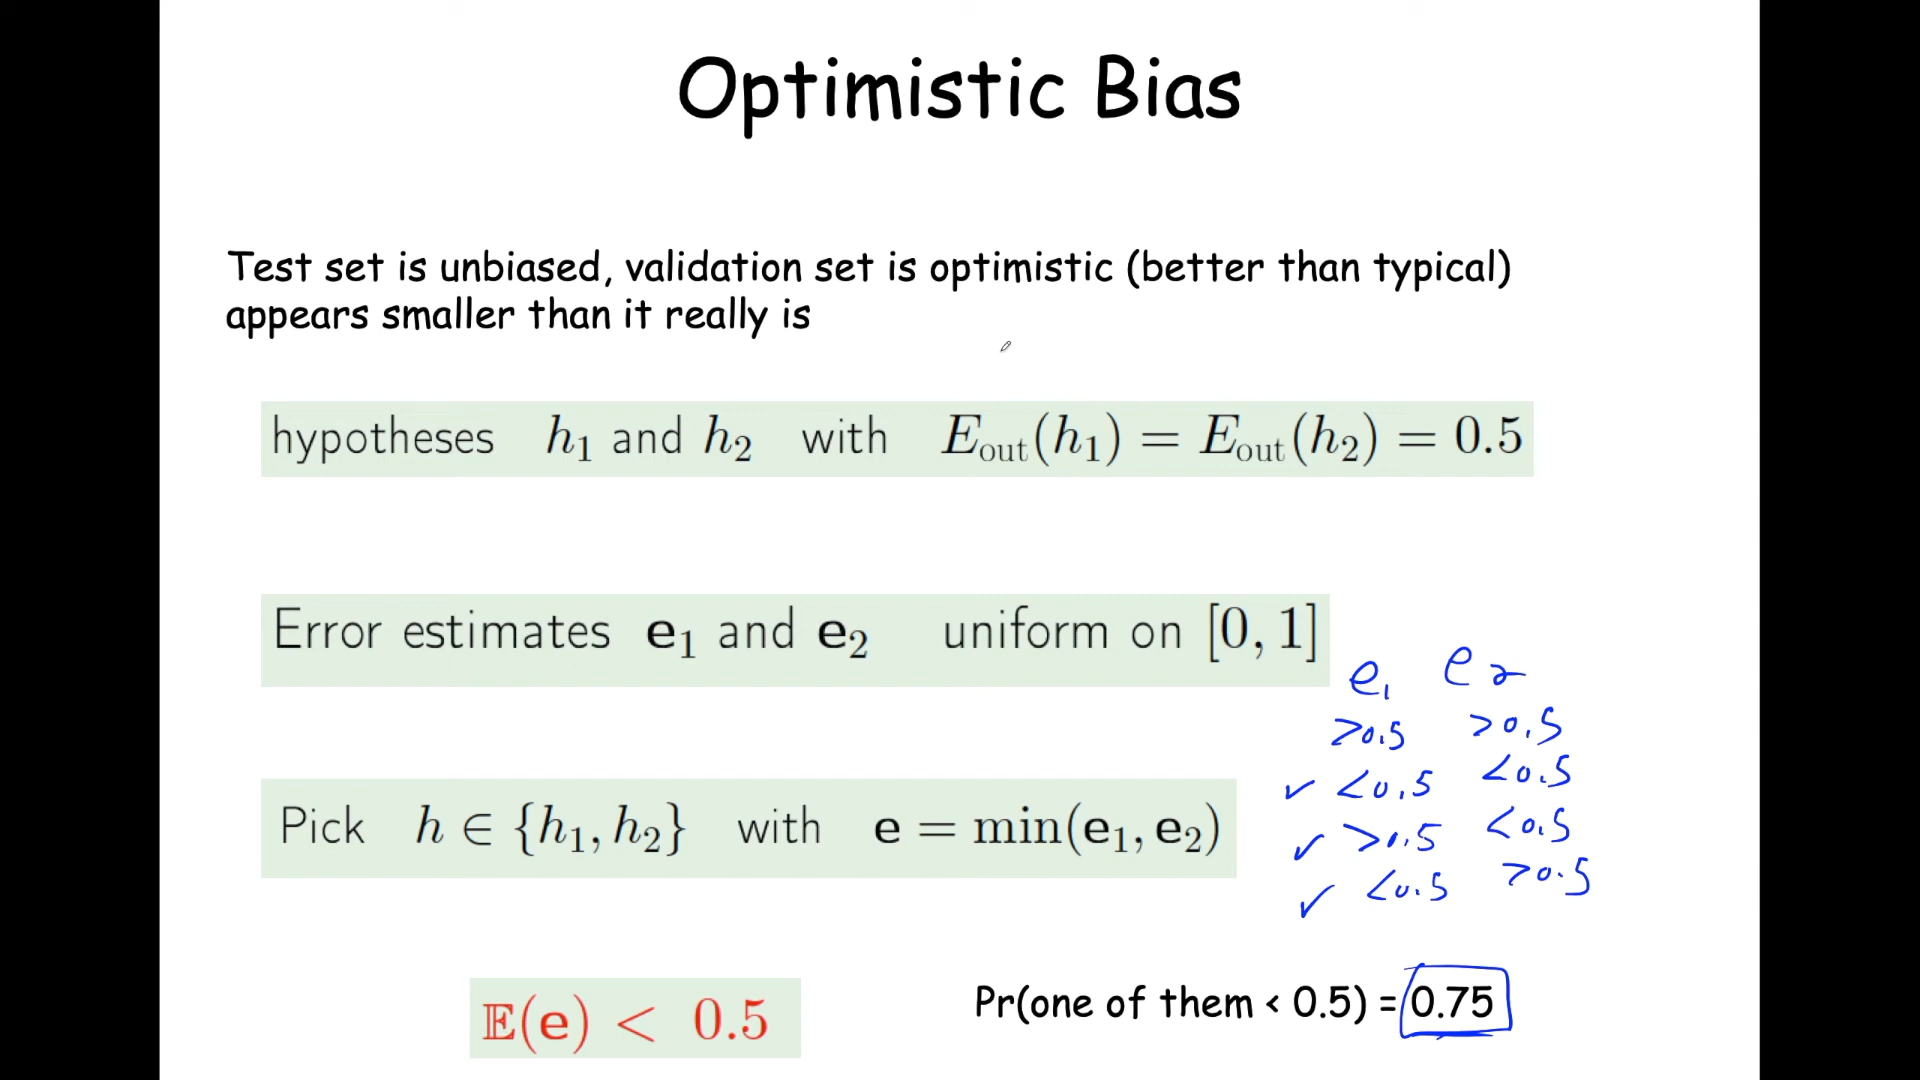 Optimistic Bias
Test set is unbiased, validation set is optimistic (better than typical)
appears smaller than it really is
hypotheses h₁ and h₂ with E_out(h₁) = E_out(h₂) = 0.5
Error estimates e₁ and e₂ uniform on [0, 1]
e₁ e₂
>0.5 >0.5
✓ <0.5 <0.5
✓ >0.5 <0.5
✓ <0.5 >0.5
Pick h ∈ {h₁, h₂} with e = min(e₁, e₂)
𝔼(e) < 0.5
Pr(one of them < 0.5) = 0.75